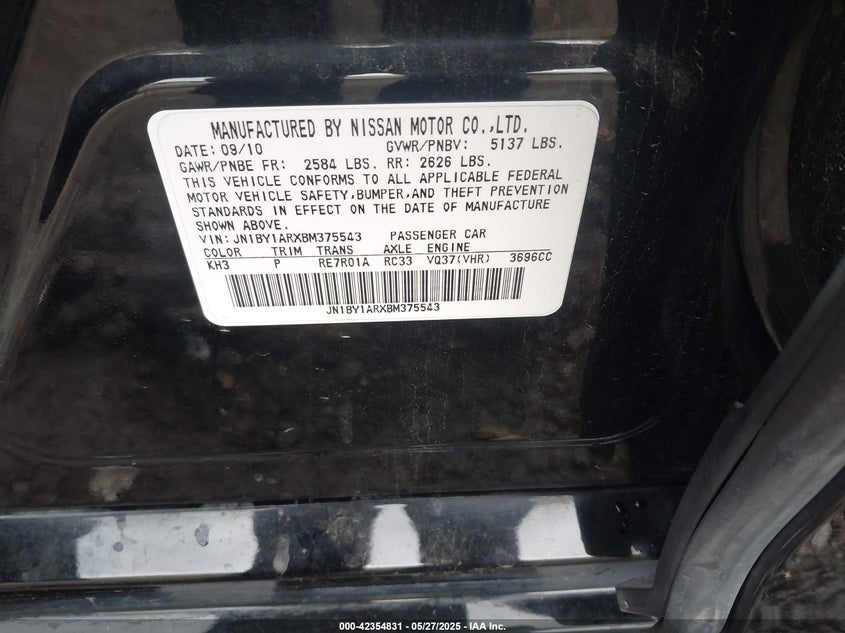 MANUFACTURED BY NISSAN MOTOR CO.,LTD.
DATE: 09/10 GVWR/PNBV: 5137 LBS.
GAWR/PNBE FR: 2584 LBS. RR: 2626 LBS.
THIS VEHICLE CONFORMS TO ALL APPLICABLE FEDERAL
MOTOR VEHICLE SAFETY,BUMPER,AND THEFT PREVENTION
STANDARDS IN EFFECT ON THE DATE OF MANUFACTURE
SHOWN ABOVE.
VIN: JN1BY1ARXBM375543 PASSENGER CAR
COLOR TRIM TRANS AXLE ENGINE
KH3 P RE7R01A RC33 VQ37(VHR) 3696CC
JN1BY1ARXBM375543
000-42354831 - 05/27/2025 - IAA Inc.